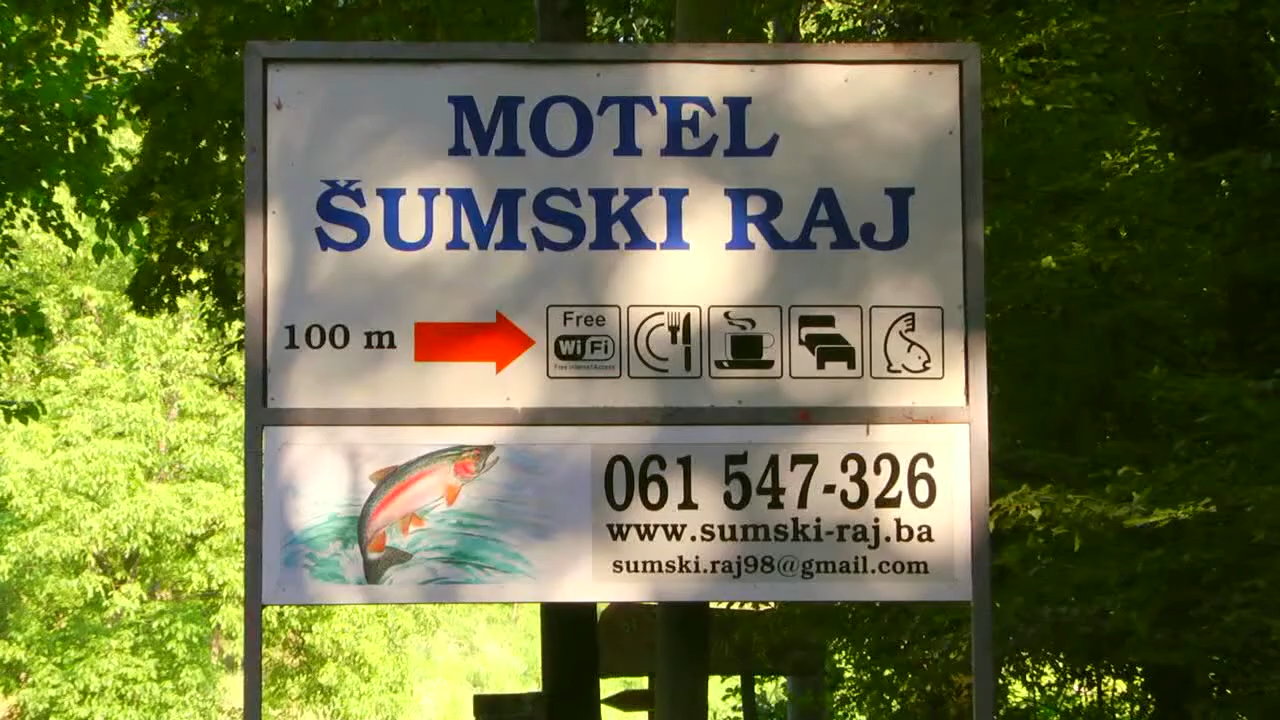 MOTEL
ŠUMSKI RAJ
100 m
Free
Wi Fi
Free Internet Access
061 547-326
www.sumski-raj.ba
sumski.raj98@gmail.com